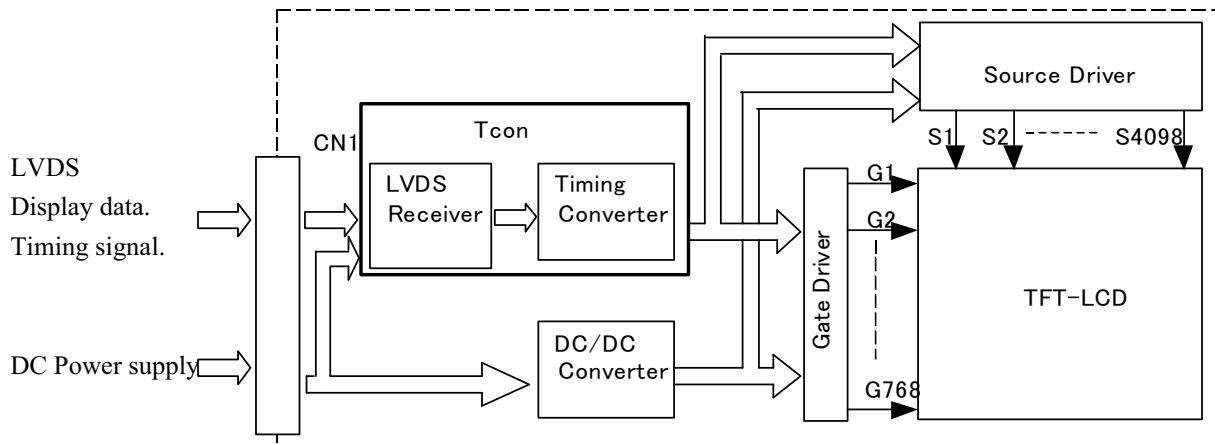 Source Driver
CN1
Tcon
S1 S2 S4098
LVDS
Display data.
Timing signal.
LVDS
Receiver
Timing
Converter
G1
G2
Gate Driver
TFT-LCD
DC Power supply
DC/DC
Converter
G768